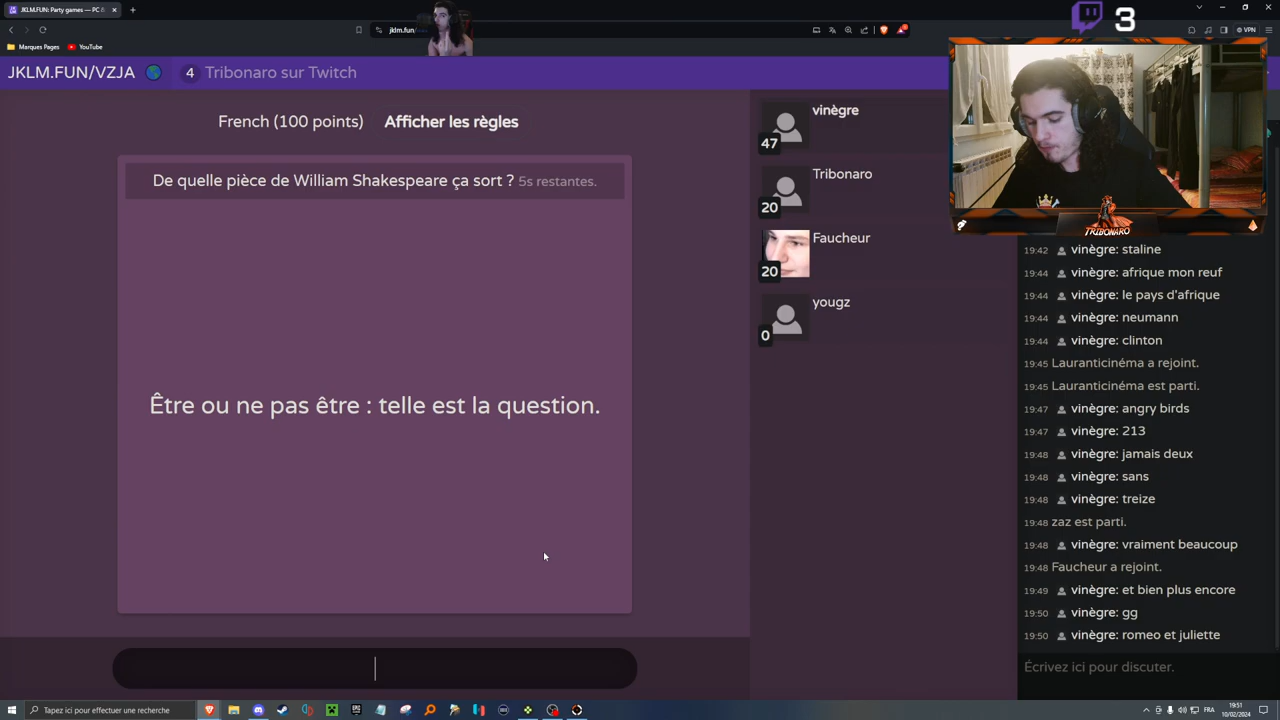 JKLM.FUN: Party games — PC &
3
jklm.fun/
VPN
Marques Pages
YouTube
JKLM.FUN/VZJA
4
Tribonaro sur Twitch
French (100 points)
Afficher les règles
De quelle pièce de William Shakespeare ça sort ? 5s restantes.
Être ou ne pas être : telle est la question.
vinègre
47
Tribonaro
20
Faucheur
20
yougz
0
TRIBONARO
19:42 vinègre: staline
19:44 vinègre: afrique mon reuf
19:44 vinègre: le pays d'afrique
19:44 vinègre: neumann
19:44 vinègre: clinton
19:45 Lauranticinéma a rejoint.
19:45 Lauranticinéma est parti.
19:47 vinègre: angry birds
19:47 vinègre: 213
19:48 vinègre: jamais deux
19:48 vinègre: sans
19:48 vinègre: treize
19:48 zaz est parti.
19:48 vinègre: vraiment beaucoup
19:48 Faucheur a rejoint.
19:49 vinègre: et bien plus encore
19:50 vinègre: gg
19:50 vinègre: romeo et juliette
Écrivez ici pour discuter.
Tapez ici pour effectuer une recherche
FRA
19:51
10/02/2024